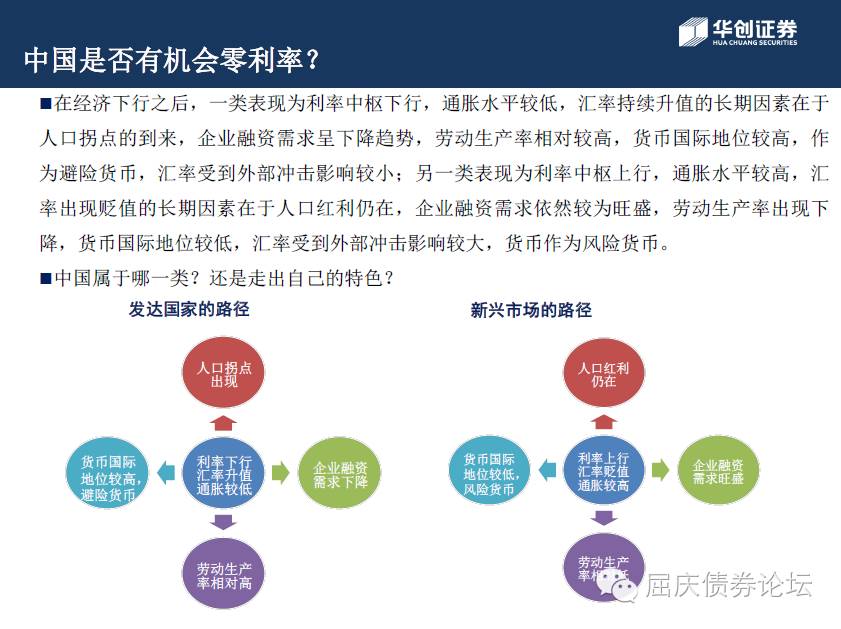 华创证券
HUA CHUANG SECURITIES
中国是否有机会零利率？
■在经济下行之后，一类表现为利率中枢下行，通胀水平较低，汇率持续升值的长期因素在于
人口拐点的到来，企业融资需求呈下降趋势，劳动生产率相对较高，货币国际地位较高，作
为避险货币，汇率受到外部冲击影响较小；另一类表现为利率中枢上行，通胀水平较高，汇
率出现贬值的长期因素在于人口红利仍在，企业融资需求依然较为旺盛，劳动生产率出现下
降，货币国际地位较低，汇率受到外部冲击影响较大，货币作为风险货币。
■中国属于哪一类？还是走出自己的特色？
发达国家的路径
人口拐点
出现
货币国际
地位较高，
避险货币
利率下行
汇率升值
通胀较低
企业融资
需求下降
劳动生产
率相对高
新兴市场的路径
人口红利
仍在
货币国际
地位较低，
风险货币
利率上行
汇率贬值
通胀较高
企业融资
需求旺盛
劳动生产
率相
屈庆债券论坛